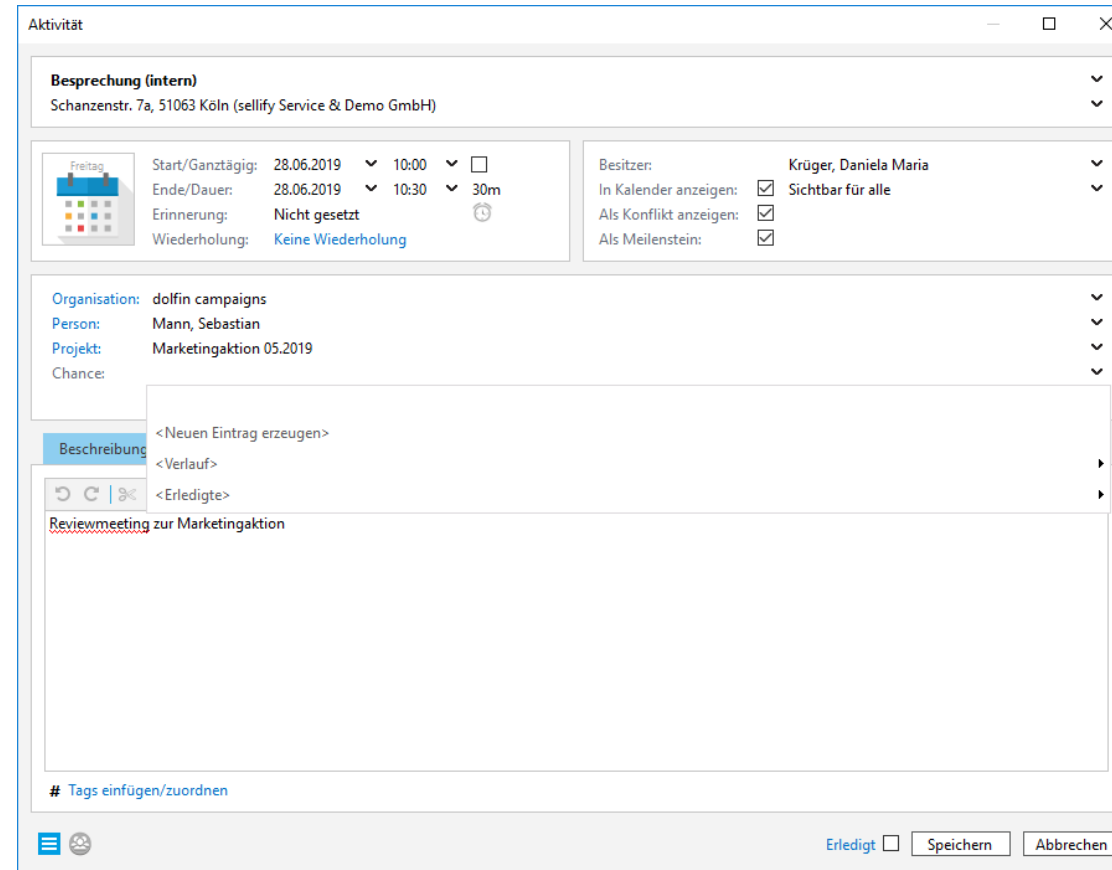 Aktivität
Besprechung (intern)
Schanzenstr. 7a, 51063 Köln (sellify Service & Demo GmbH)
Freitag
Start/Ganztägig: 28.06.2019 10:00
Ende/Dauer: 28.06.2019 10:30 30m
Erinnerung: Nicht gesetzt
Wiederholung: Keine Wiederholung
Besitzer: Krüger, Daniela Maria
In Kalender anzeigen: Sichtbar für alle
Als Konflikt anzeigen:
Als Meilenstein:
Organisation: dolfin campaigns
Person: Mann, Sebastian
Projekt: Marketingaktion 05.2019
Chance:
<Neuen Eintrag erzeugen>
Beschreibung
<Verlauf>
<Erledigte>
Reviewmeeting zur Marketingaktion
# Tags einfügen/zuordnen
Erledigt Speichern Abbrechen